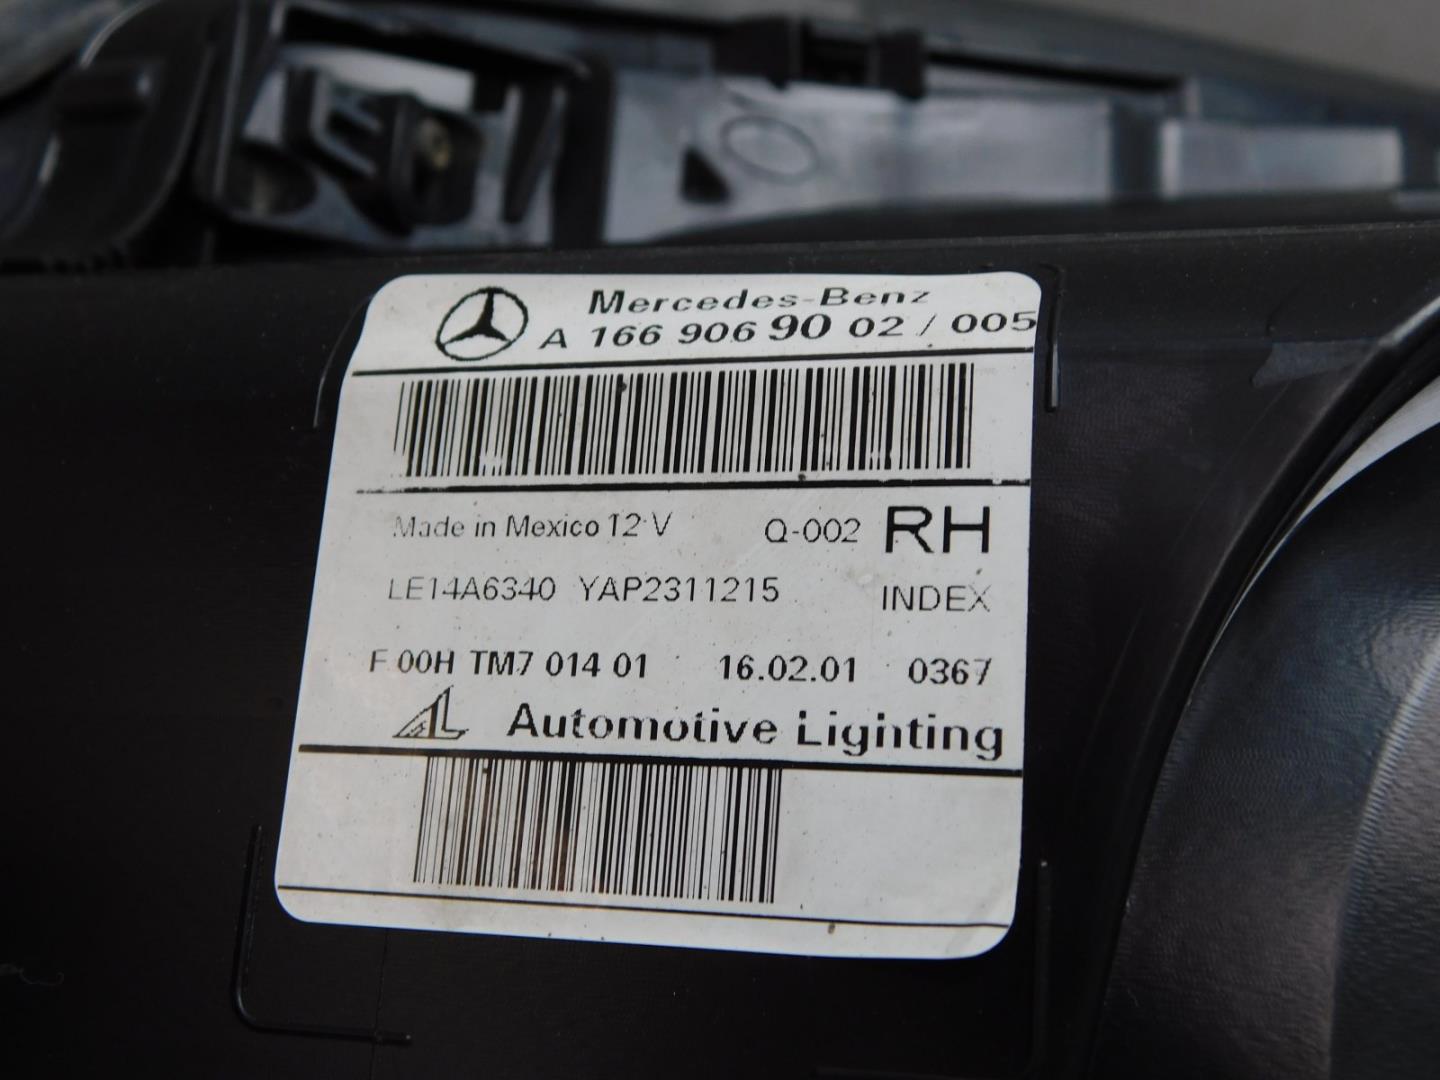 Mercedes-Benz
A 166 906 90 02 / 005
Made in Mexico 12 V Q-002 RH
LE14A6340 YAP2311215 INDEX
F 00H TM7 014 01 16.02.01 0367
AL Automotive Lighting